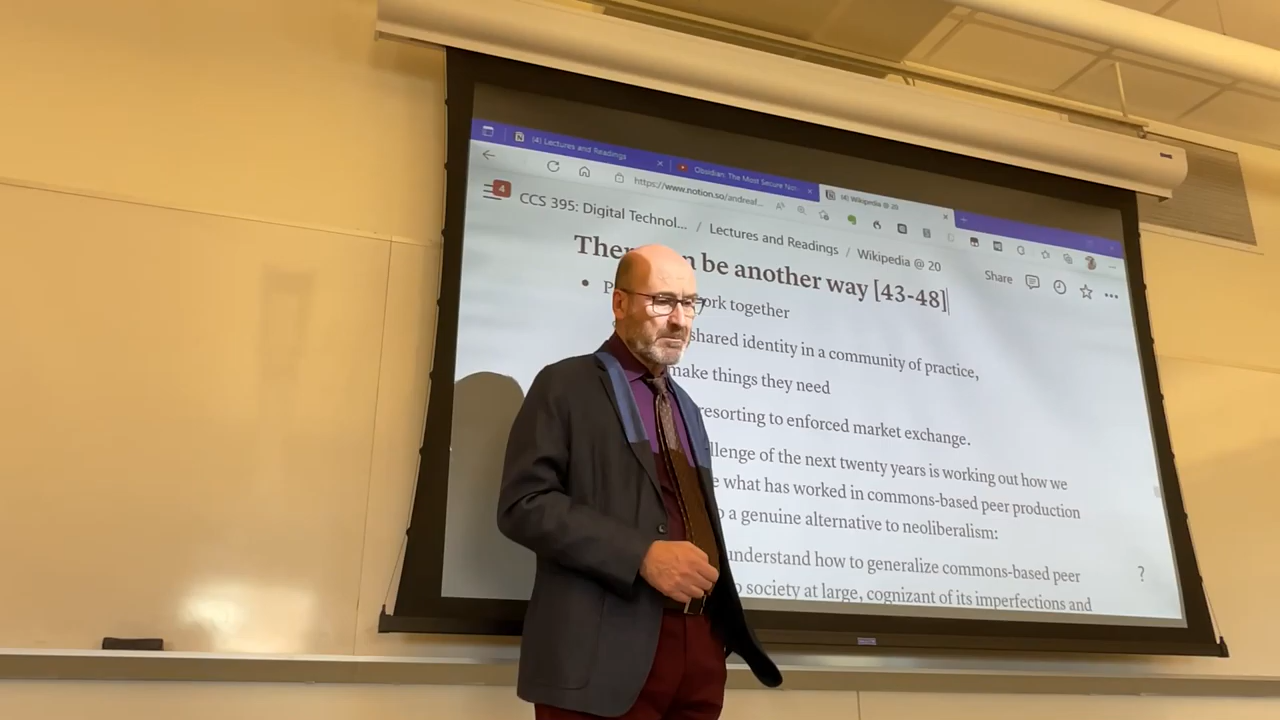 [4] Lectures and Readings
Obsidian: The Most Secure Not
(4) Wikipedia @ 20
https://www.notion.so/andreaf...
4
CCS 395: Digital Technol... / Lectures and Readings / Wikipedia @ 20
Share
be another way [43-48]
together
shared identity in a community of practice,
make things they need
resorting to enforced market exchange.
of the next twenty years is working out how we
what has worked in commons-based peer production
a genuine alternative to neoliberalism:
understand how to generalize commons-based peer
society at large, cognizant of its imperfections and
?